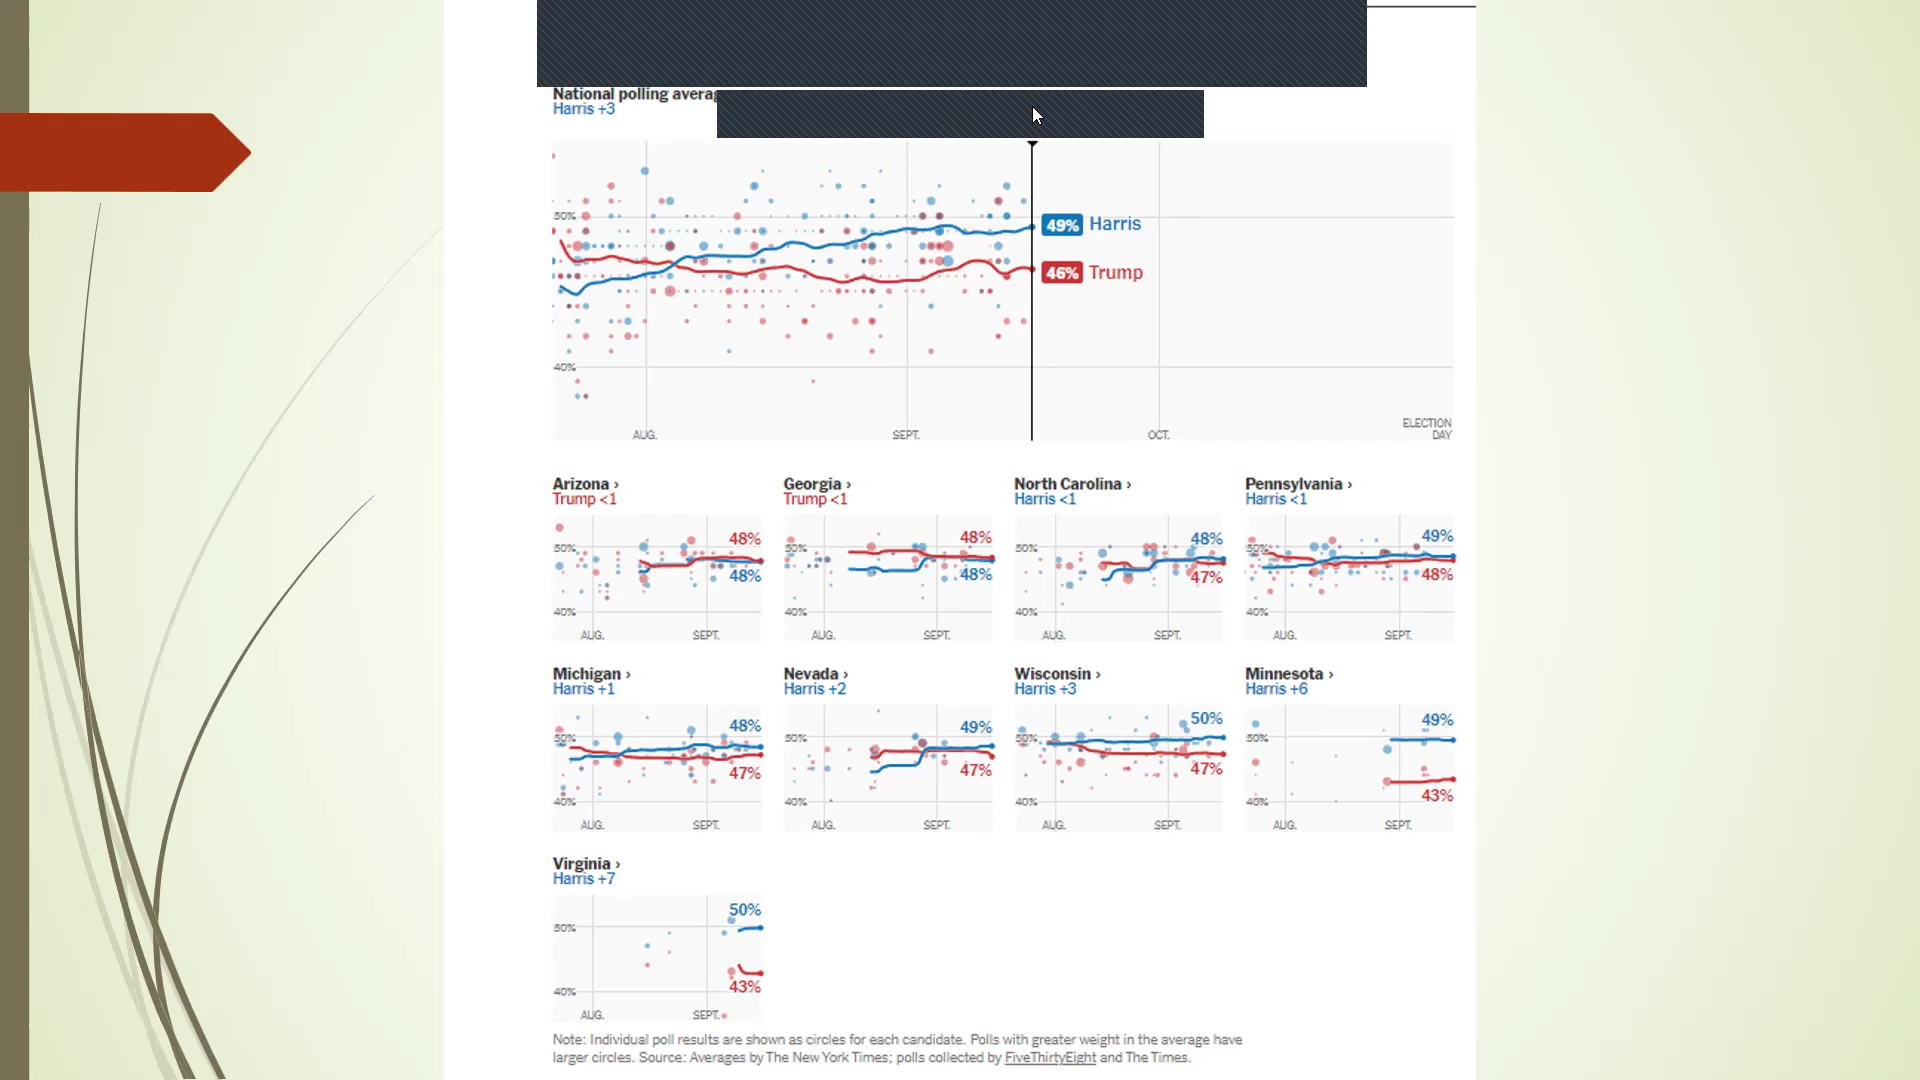 National polling avera
Harris +3
50%
40%
49% Harris
46% Trump
AUG.
SEPT.
OCT.
ELECTION
DAY
Arizona ›
Trump <1
50%
40%
48%
48%
AUG.
SEPT.
Georgia ›
Trump <1
50%
40%
48%
48%
AUG.
SEPT.
North Carolina ›
Harris <1
50%
40%
48%
47%
AUG.
SEPT.
Pennsylvania ›
Harris <1
50%
40%
49%
48%
AUG.
SEPT.
Michigan ›
Harris +1
50%
40%
48%
47%
AUG.
SEPT.
Nevada ›
Harris +2
50%
40%
49%
47%
AUG.
SEPT.
Wisconsin ›
Harris +3
50%
40%
50%
47%
AUG.
SEPT.
Minnesota ›
Harris +6
50%
40%
49%
43%
AUG.
SEPT.
Virginia ›
Harris +7
50%
40%
50%
43%
AUG.
SEPT.
Note: Individual poll results are shown as circles for each candidate. Polls with greater weight in the average have
larger circles. Source: Averages by The New York Times; polls collected by FiveThirtyEight and The Times.